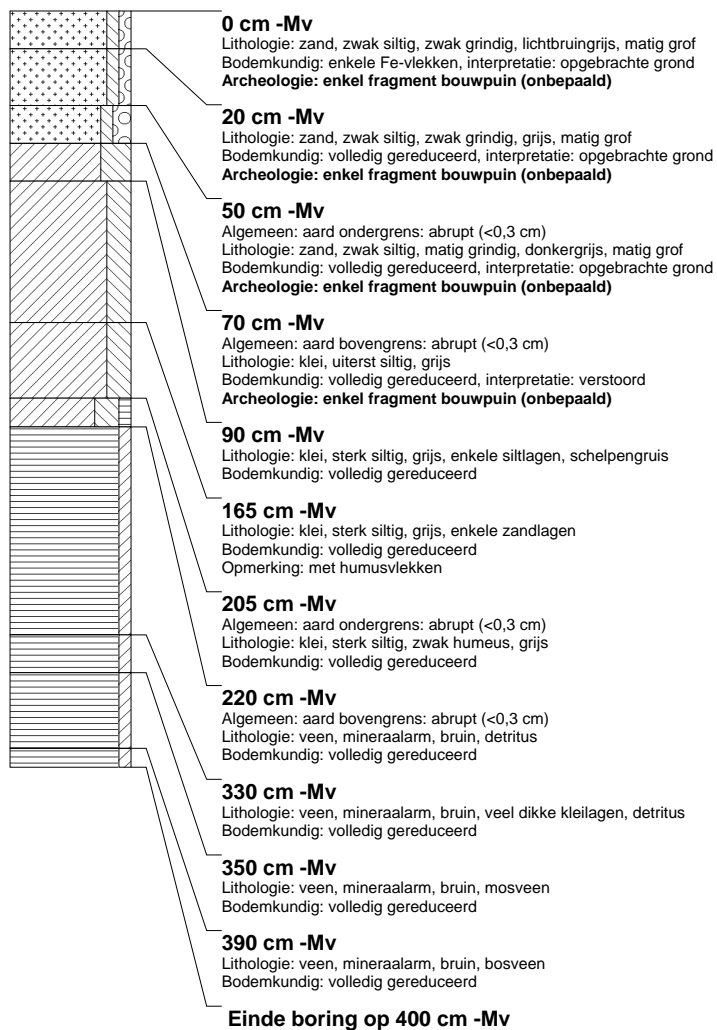 0 cm -Mv
Lithologie: zand, zwak siltig, zwak grindig, lichtbruingrijs, matig grof
Bodemkundig: enkele Fe-vlekken, interpretatie: opgebrachte grond
Archeologie: enkel fragment bouwpuin (onbepaald)
20 cm -Mv
Lithologie: zand, zwak siltig, zwak grindig, grijs, matig grof
Bodemkundig: volledig gereduceerd, interpretatie: opgebrachte grond
Archeologie: enkel fragment bouwpuin (onbepaald)
50 cm -Mv
Algemeen: aard ondergrens: abrupt (<0,3 cm)
Lithologie: zand, zwak siltig, matig grindig, donkergrijs, matig grof
Bodemkundig: volledig gereduceerd, interpretatie: opgebrachte grond
Archeologie: enkel fragment bouwpuin (onbepaald)
70 cm -Mv
Algemeen: aard bovengrens: abrupt (<0,3 cm)
Lithologie: klei, uiterst siltig, grijs
Bodemkundig: volledig gereduceerd, interpretatie: verstoord
Archeologie: enkel fragment bouwpuin (onbepaald)
90 cm -Mv
Lithologie: klei, sterk siltig, grijs, enkele siltlagen, schelpengruis
Bodemkundig: volledig gereduceerd
165 cm -Mv
Lithologie: klei, sterk siltig, grijs, enkele zandlagen
Bodemkundig: volledig gereduceerd
Opmerking: met humusvlekken
205 cm -Mv
Algemeen: aard ondergrens: abrupt (<0,3 cm)
Lithologie: klei, sterk siltig, zwak humeus, grijs
Bodemkundig: volledig gereduceerd
220 cm -Mv
Algemeen: aard bovengrens: abrupt (<0,3 cm)
Lithologie: veen, mineraalarm, bruin, detritus
Bodemkundig: volledig gereduceerd
330 cm -Mv
Lithologie: veen, mineraalarm, bruin, veel dikke kleilagen, detritus
Bodemkundig: volledig gereduceerd
350 cm -Mv
Lithologie: veen, mineraalarm, bruin, mosveen
Bodemkundig: volledig gereduceerd
390 cm -Mv
Lithologie: veen, mineraalarm, bruin, bosveen
Bodemkundig: volledig gereduceerd
Einde boring op 400 cm -Mv